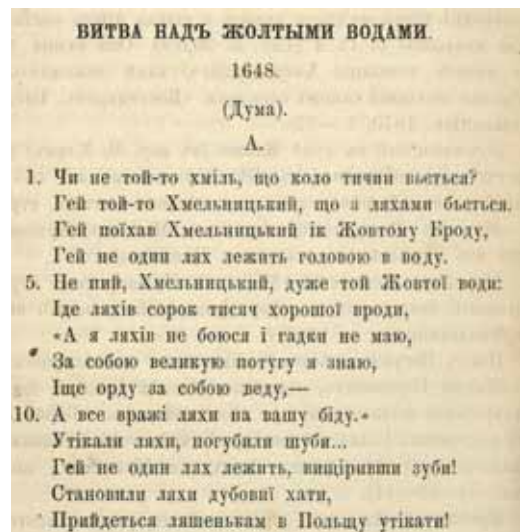 БИТВА НАДЪ ЖОЛТЫМИ ВОДАМИ.
1648.
(Дума).
А.
1. Чи не той-то хміль, що коло тичин вьеться?
Гей той-то Хмельницький, що з ляхами бьеться.
Гей поїхав Хмельницький ік Жовтому Броду,
Гей не один лях лежить головою в воду.
5. Не пий, Хмельницький, дуже той Жовтої води:
Іде ляхів сорок тисяч хорошої вроди,
«А я ляхів не боюся і гадки не маю,
За собою великую потугу я знаю,
Іще орду за собою веду,—
10. А все вражі ляхи на вашу біду.»
Утікали ляхи, погубили шуби...
Гей не один лях лежить, вищіривши зуби!
Становили ляхи дубовиї хати,
Прийдеться ляшенькам в Польщу утікати!